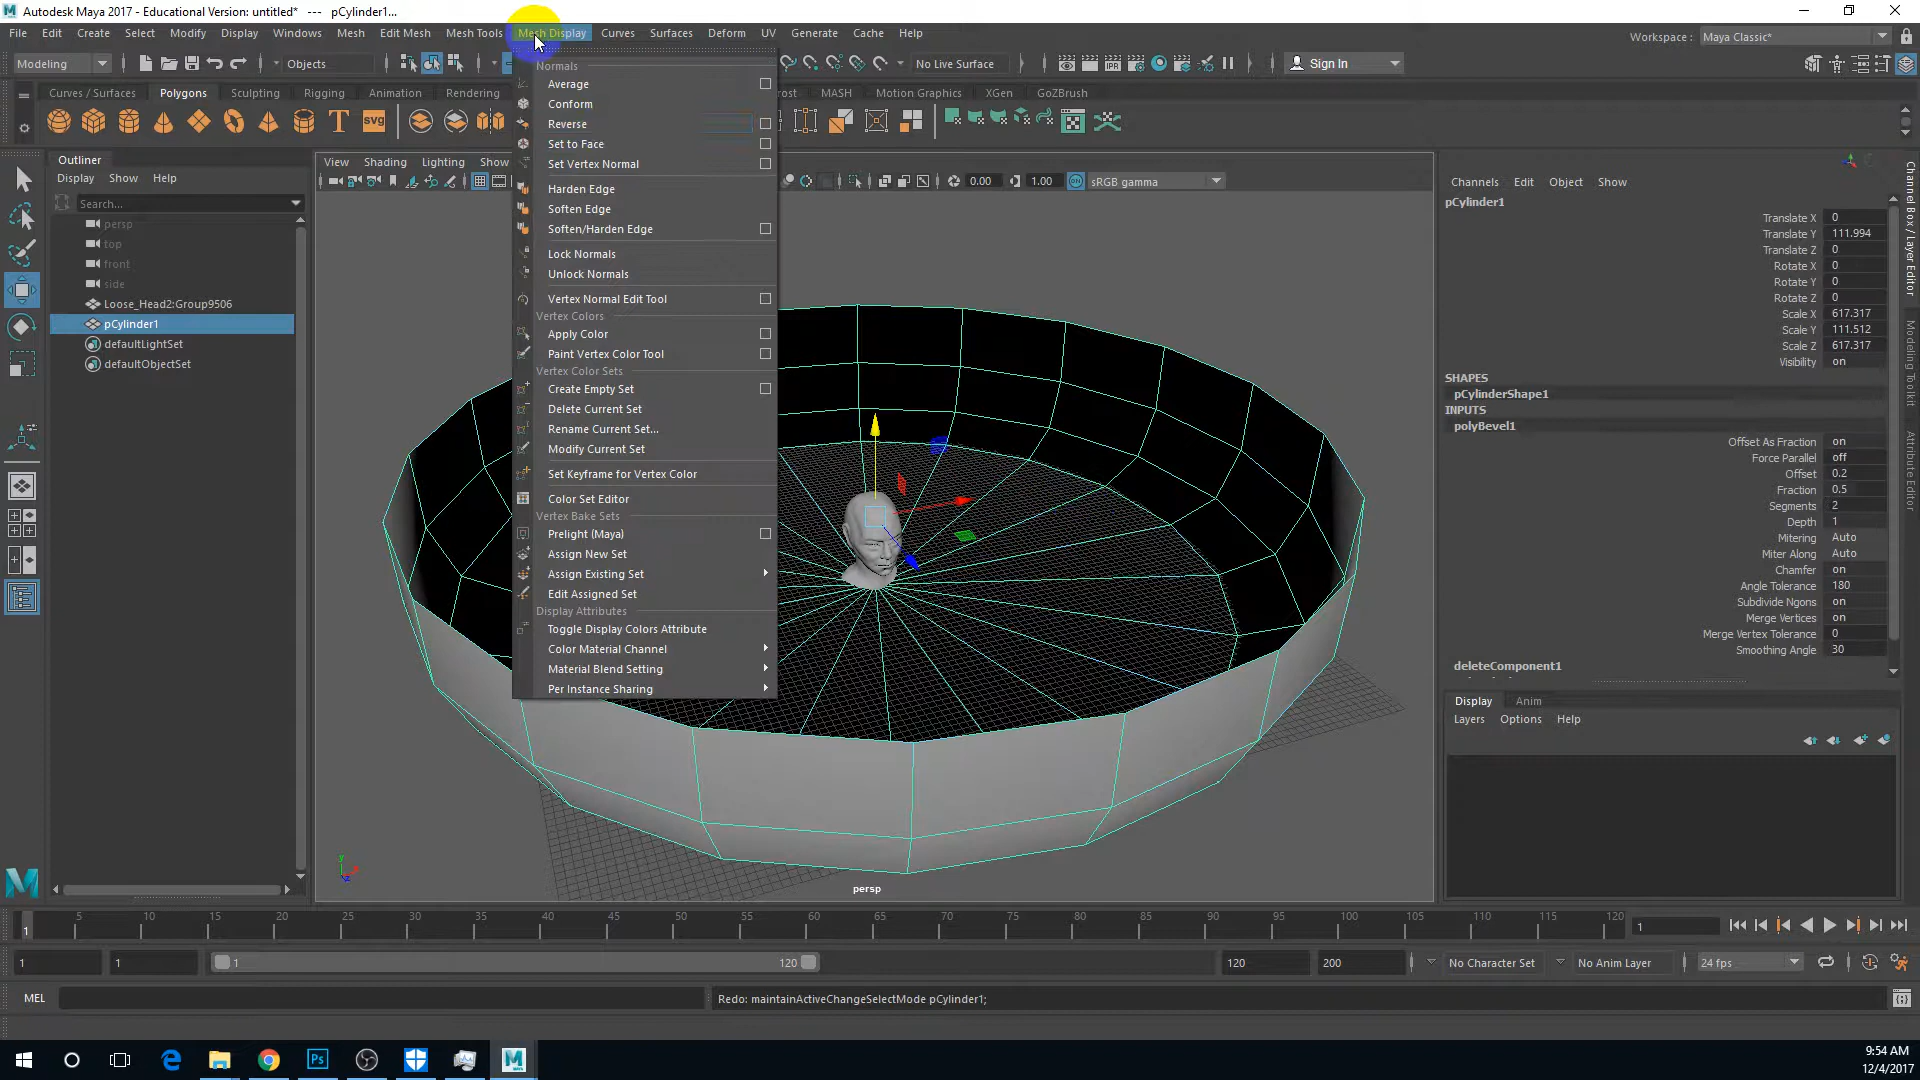 Autodesk Maya 2017 - Educational Version: untitled* --- pCylinder1...
File Edit Create Select Modify Display Windows Mesh Edit Mesh Mesh Tools Mesh Display Curves Surfaces Deform UV Generate Cache Help
Workspace : Maya Classic*
Modeling Objects No Live Surface Sign In
Curves / Surfaces Polygons Sculpting Rigging Animation Rendering MASH Motion Graphics XGen GoZBrush
T svg IPR
Outliner
Display Show Help
Search...
persp
top
front
side
Loose_Head2:Group9506
pCylinder1
defaultLightSet
defaultObjectSet
View Shading Lighting Show
0.00 1.00 sRGB gamma
Normals
Average
Conform
Reverse
Set to Face
Set Vertex Normal
Harden Edge
Soften Edge
Soften/Harden Edge
Lock Normals
Unlock Normals
Vertex Normal Edit Tool
Vertex Colors
Apply Color
Paint Vertex Color Tool
Vertex Color Sets
Create Empty Set
Delete Current Set
Rename Current Set...
Modify Current Set
Set Keyframe for Vertex Color
Color Set Editor
Vertex Bake Sets
Prelight (Maya)
Assign New Set
Assign Existing Set
Edit Assigned Set
Display Attributes
Toggle Display Colors Attribute
Color Material Channel
Material Blend Setting
Per Instance Sharing
persp
Channels Edit Object Show
pCylinder1
Translate X 0
Translate Y 111.994
Translate Z 0
Rotate X 0
Rotate Y 0
Rotate Z 0
Scale X 617.317
Scale Y 111.512
Scale Z 617.317
Visibility on
SHAPES
pCylinderShape1
INPUTS
polyBevel1
Offset As Fraction on
Force Parallel off
Offset 0.2
Fraction 0.5
Segments 2
Depth 1
Mitering Auto
Miter Along Auto
Chamfer on
Angle Tolerance 180
Subdivide Ngons on
Merge Vertices on
Merge Vertex Tolerance 0
Smoothing Angle 30
deleteComponent1
Display Anim
Layers Options Help
Channel Box / Layer Editor
Modeling Toolkit
Attribute Editor
5 10 15 20 25 30 35 40 45 50 55 60 65 70 75 80 85 90 95 100 105 110 115 120
1 1
1 1 1 120 120 200 No Character Set No Anim Layer 24 fps
MEL Redo: maintainActiveChangeSelectMode pCylinder1;
9:54 AM
12/4/2017